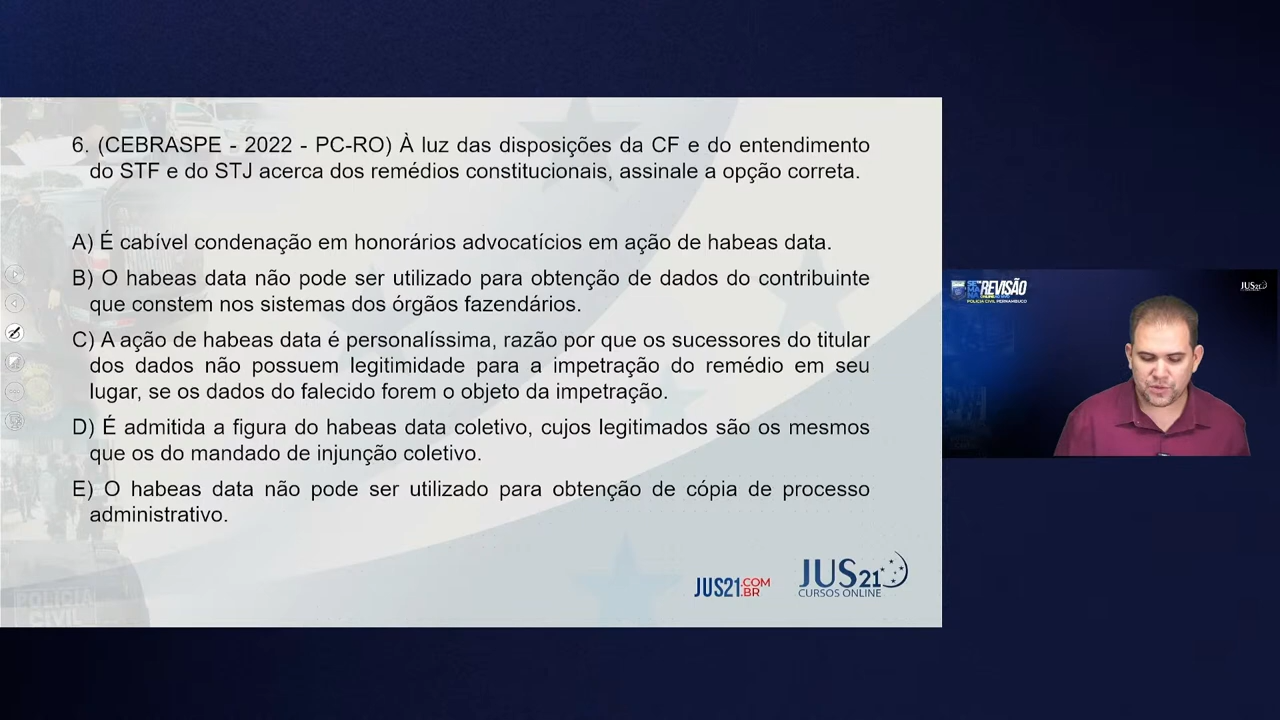 6. (CEBRASPE - 2022 - PC-RO) À luz das disposições da CF e do entendimento
do STF e do STJ acerca dos remédios constitucionais, assinale a opção correta.
A) É cabível condenação em honorários advocatícios em ação de habeas data.
B) O habeas data não pode ser utilizado para obtenção de dados do contribuinte
que constem nos sistemas dos órgãos fazendários.
C) A ação de habeas data é personalíssima, razão por que os sucessores do titular
dos dados não possuem legitimidade para a impetração do remédio em seu
lugar, se os dados do falecido forem o objeto da impetração.
D) É admitida a figura do habeas data coletivo, cujos legitimados são os mesmos
que os do mandado de injunção coletivo.
E) O habeas data não pode ser utilizado para obtenção de cópia de processo
administrativo.
JUS21.COM
.BR
JUS21
CURSOS ONLINE
POLÍCIA
CIVIL
SE
MA
NA
REVISÃO
POLÍCIA CIVIL PERNAMBUCO
JUS21